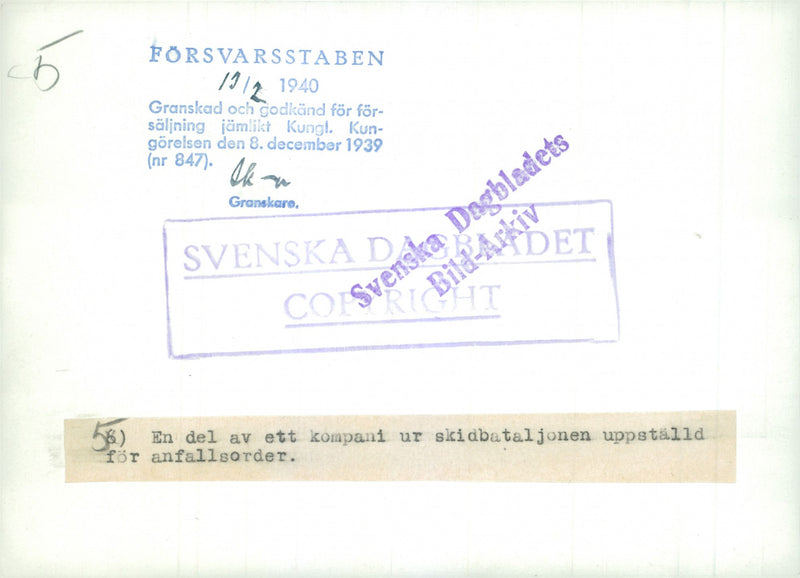 5
FÖRSVARSSTABEN
13/2 1940
Granskad och godkänd för för-
säljning jämlikt Kungl. Kun-
görelsen den 8. december 1939
(nr 847).
Granskare.
Svenska Dagbladets
Bild-Arkiv
SVENSKA DAGBLADET
COPYRIGHT
5) En del av ett kompani ur skidbataljonen uppställd
för anfallsorder.